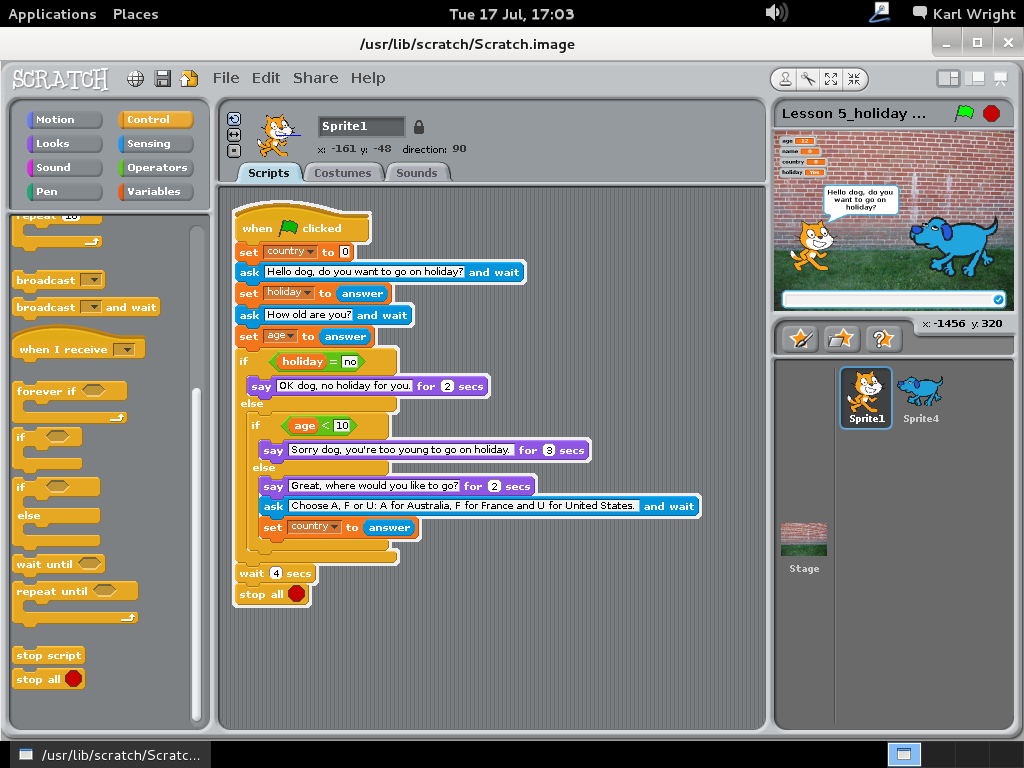 Applications Places Tue 17 Jul, 17:03 Karl Wright
/usr/lib/scratch/Scratch.image
SCRATCH File Edit Share Help
Motion Control
Looks Sensing
Sound Operators
Pen Variables
repeat 10
broadcast
broadcast and wait
when I receive
forever if
if
if
else
wait until
repeat until
stop script
stop all
Sprite1
x: -161 y: -48 direction: 90
Scripts Costumes Sounds
when clicked
set country to 0
ask Hello dog, do you want to go on holiday? and wait
set holiday to answer
ask How old are you? and wait
set age to answer
if holiday = no
say OK dog, no holiday for you. for 2 secs
else
if age < 10
say Sorry dog, you're too young to go on holiday. for 3 secs
else
say Great, where would you like to go? for 2 secs
ask Choose A, F or U: A for Australia, F for France and U for United States. and wait
set country to answer
wait 4 secs
stop all
Lesson 5_holiday ...
age 12
name 0
country 0
holiday Yes
Hello dog, do you
want to go on
holiday?
x: -1456 y: 320
Sprite1 Sprite4
Stage
/usr/lib/scratch/Scratc...